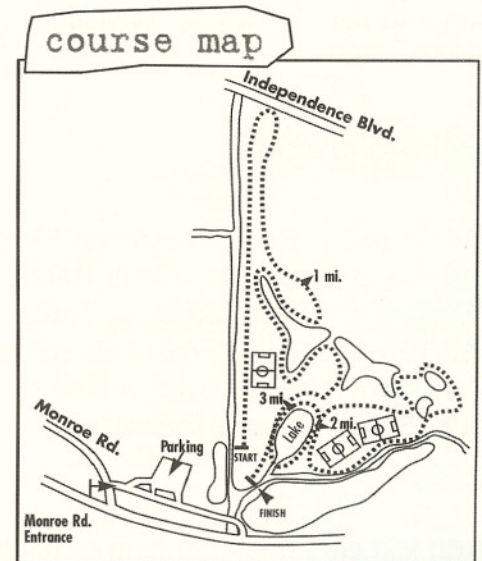 course map
Independence Blvd.
1 mi.
3 mi.
Lake
2 mi.
Monroe Rd.
Parking
START
FINISH
Monroe Rd.
Entrance